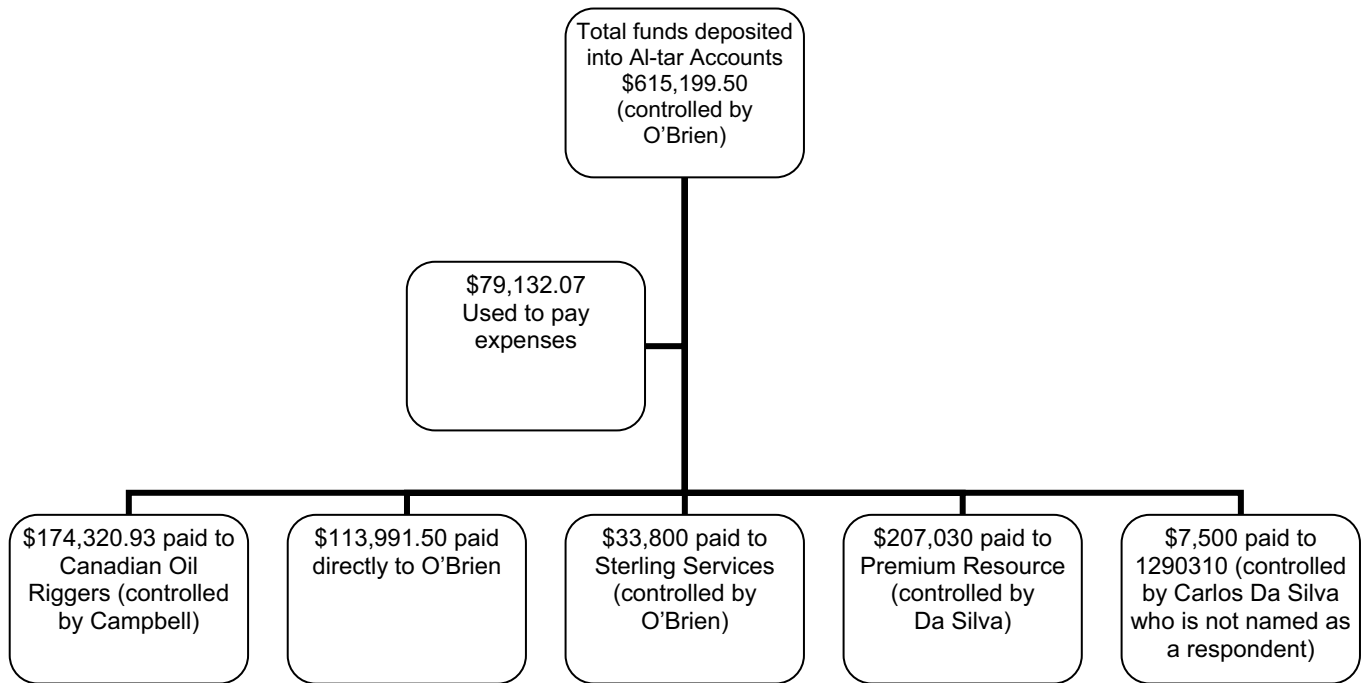 Total funds deposited
into Al-tar Accounts
$615,199.50
(controlled by
O’Brien)
$79,132.07
Used to pay
expenses
$174,320.93 paid to
Canadian Oil
Riggers (controlled
by Campbell)
$113,991.50 paid
directly to O’Brien
$33,800 paid to
Sterling Services
(controlled by
O’Brien)
$207,030 paid to
Premium Resource
(controlled by
Da Silva)
$7,500 paid to
1290310 (controlled
by Carlos Da Silva
who is not named as
a respondent)